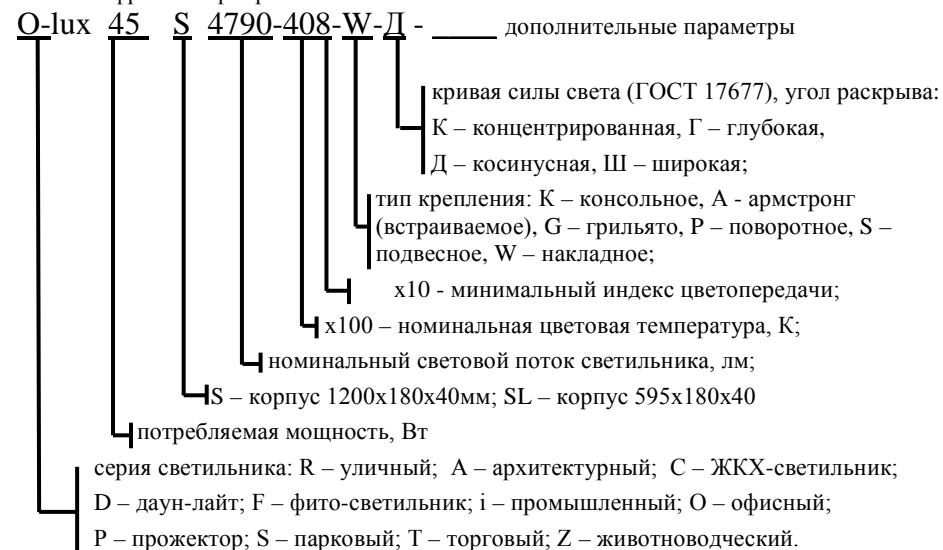 O-lux 45 S 4790-408-W-Д - _____ дополнительные параметры
кривая силы света (ГОСТ 17677), угол раскрыва:
К – концентрированная, Г – глубокая,
Д – косинусная, Ш – широкая;
тип крепления: К – консольное, А - армстронг
(встраиваемое), G – грильято, Р – поворотное, S –
подвесное, W – накладное;
х10 - минимальный индекс цветопередачи;
х100 – номинальная цветовая температура, К;
номинальный световой поток светильника, лм;
S – корпус 1200х180х40мм; SL – корпус 595х180х40
потребляемая мощность, Вт
серия светильника: R – уличный; А – архитектурный; С – ЖКХ-светильник;
D – даун-лайт; F – фито-светильник; i – промышленный; О – офисный;
Р – прожектор; S – парковый; Т – торговый; Z – животноводческий.